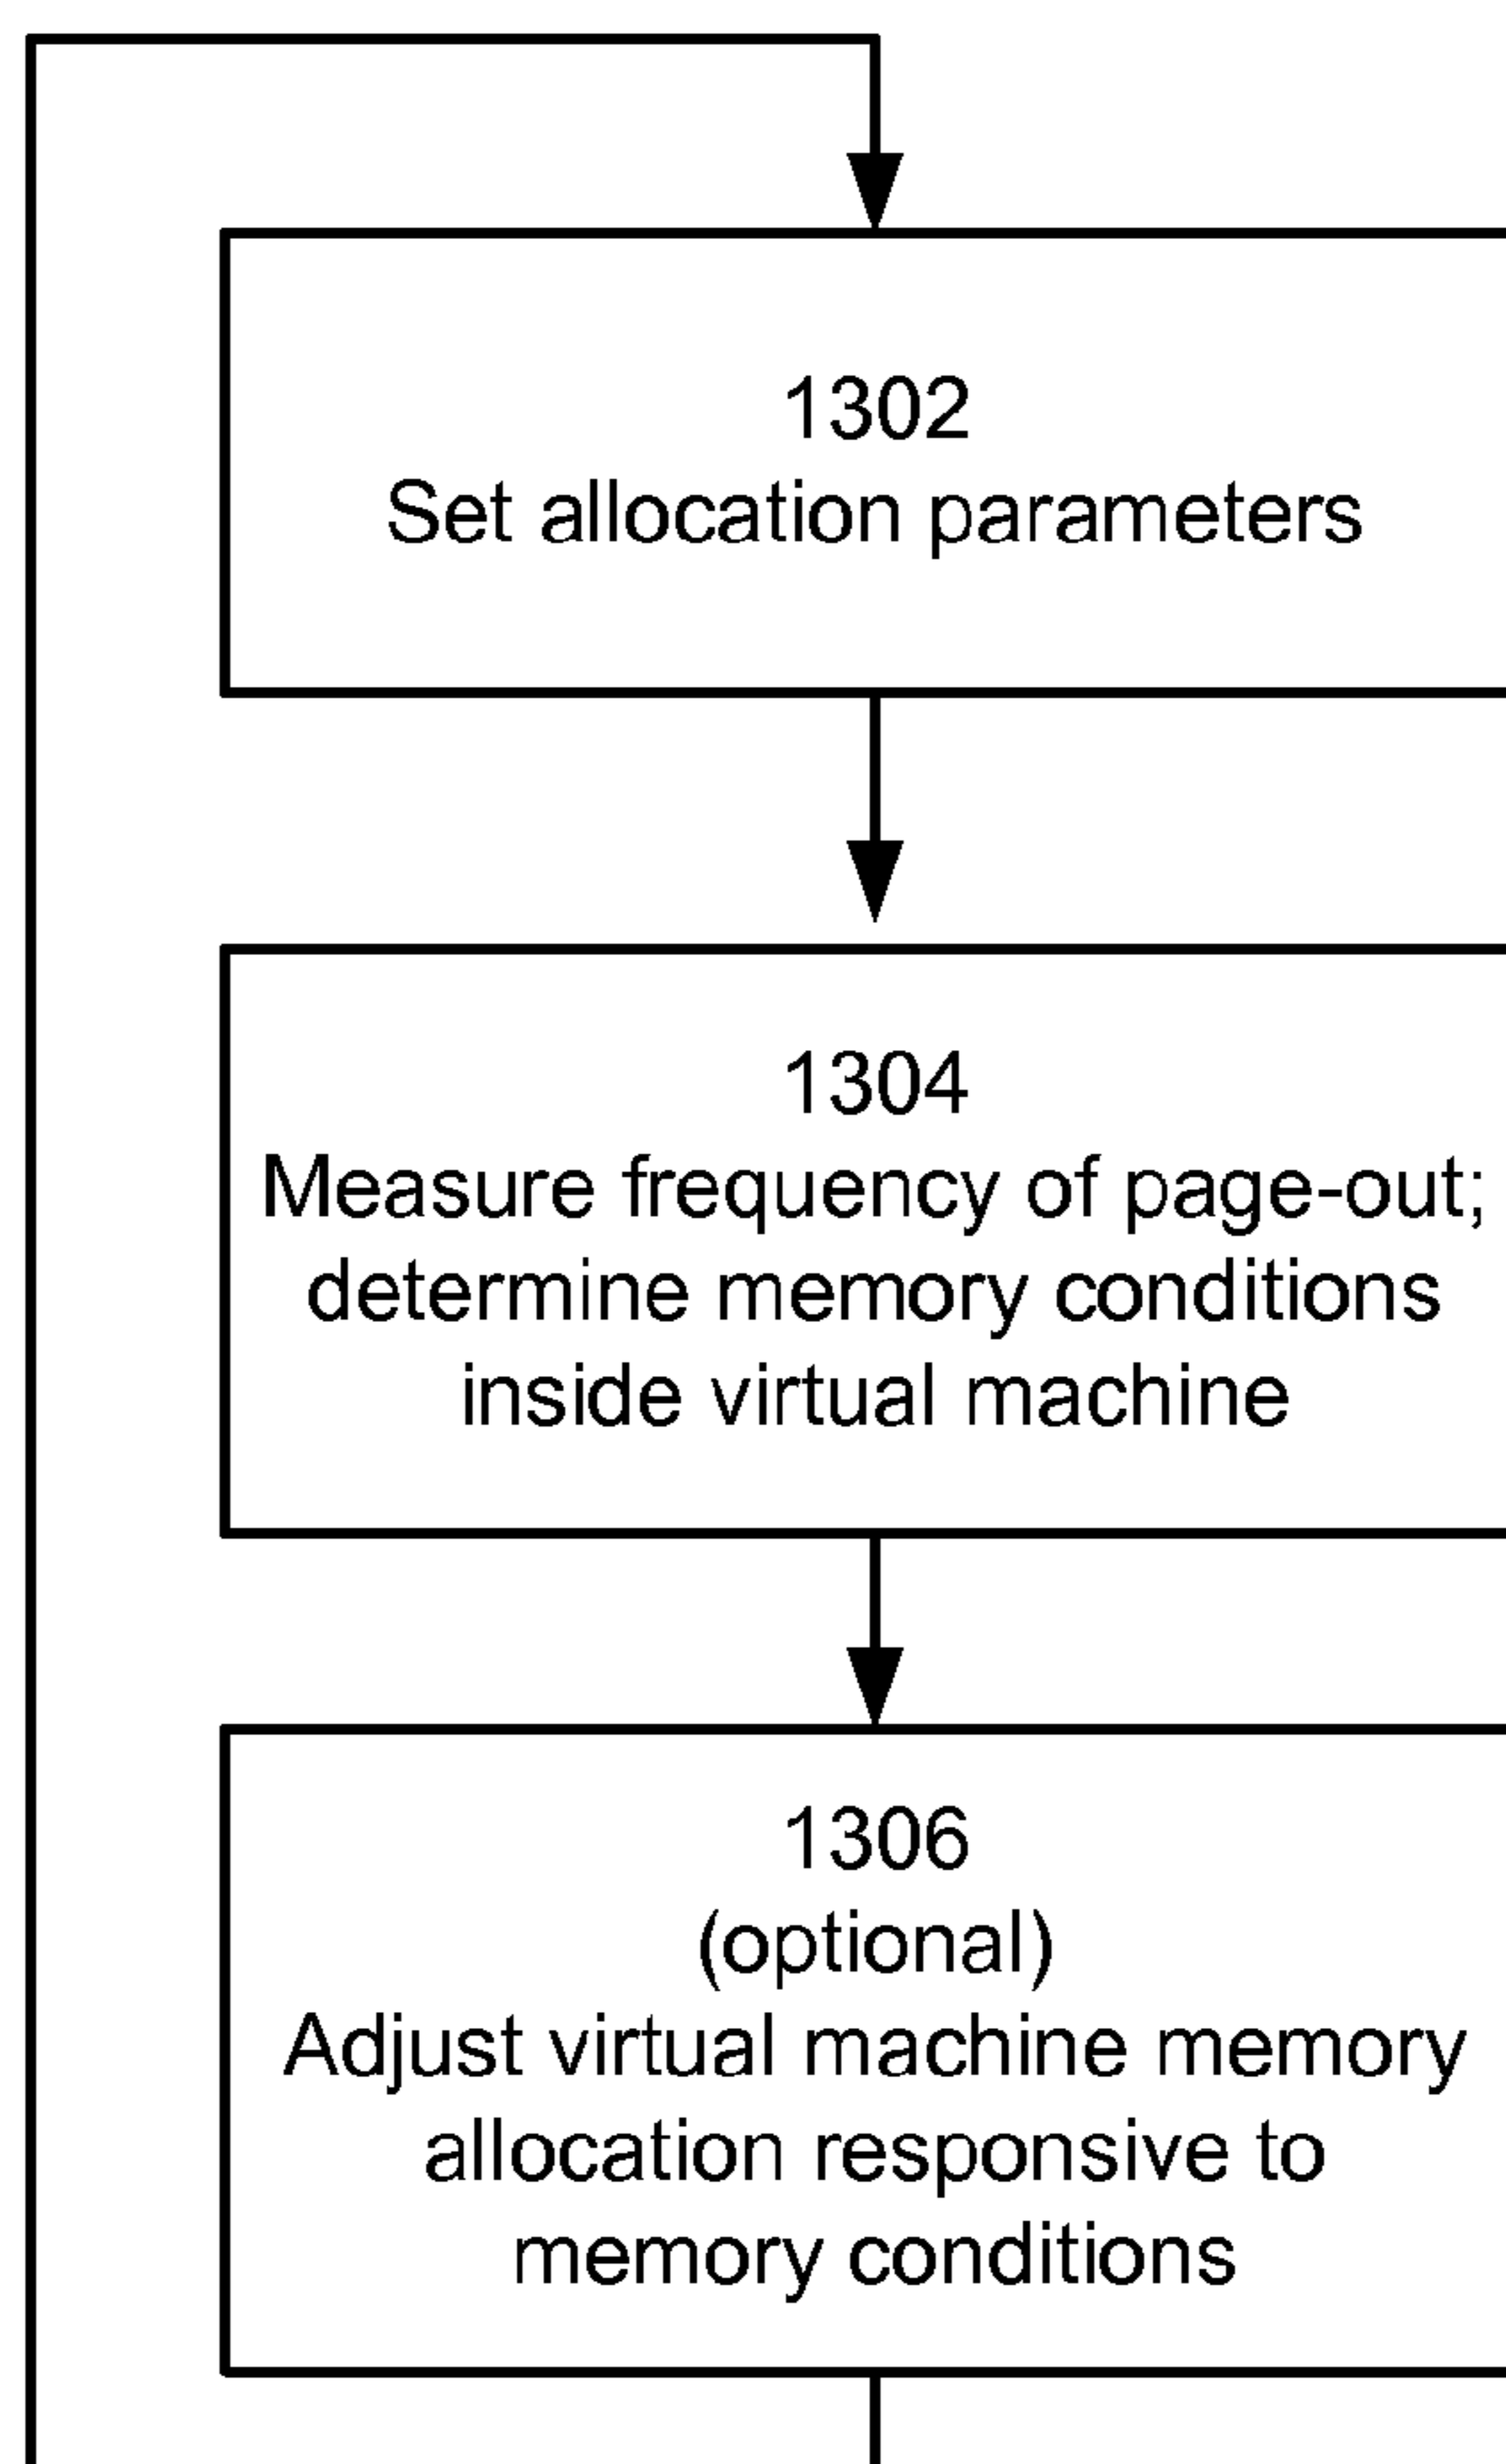 1302
Set allocation parameters
1304
Measure frequency of page-out;
determine memory conditions
inside virtual machine
1306
(optional)
Adjust virtual machine memory
allocation responsive to
memory conditions